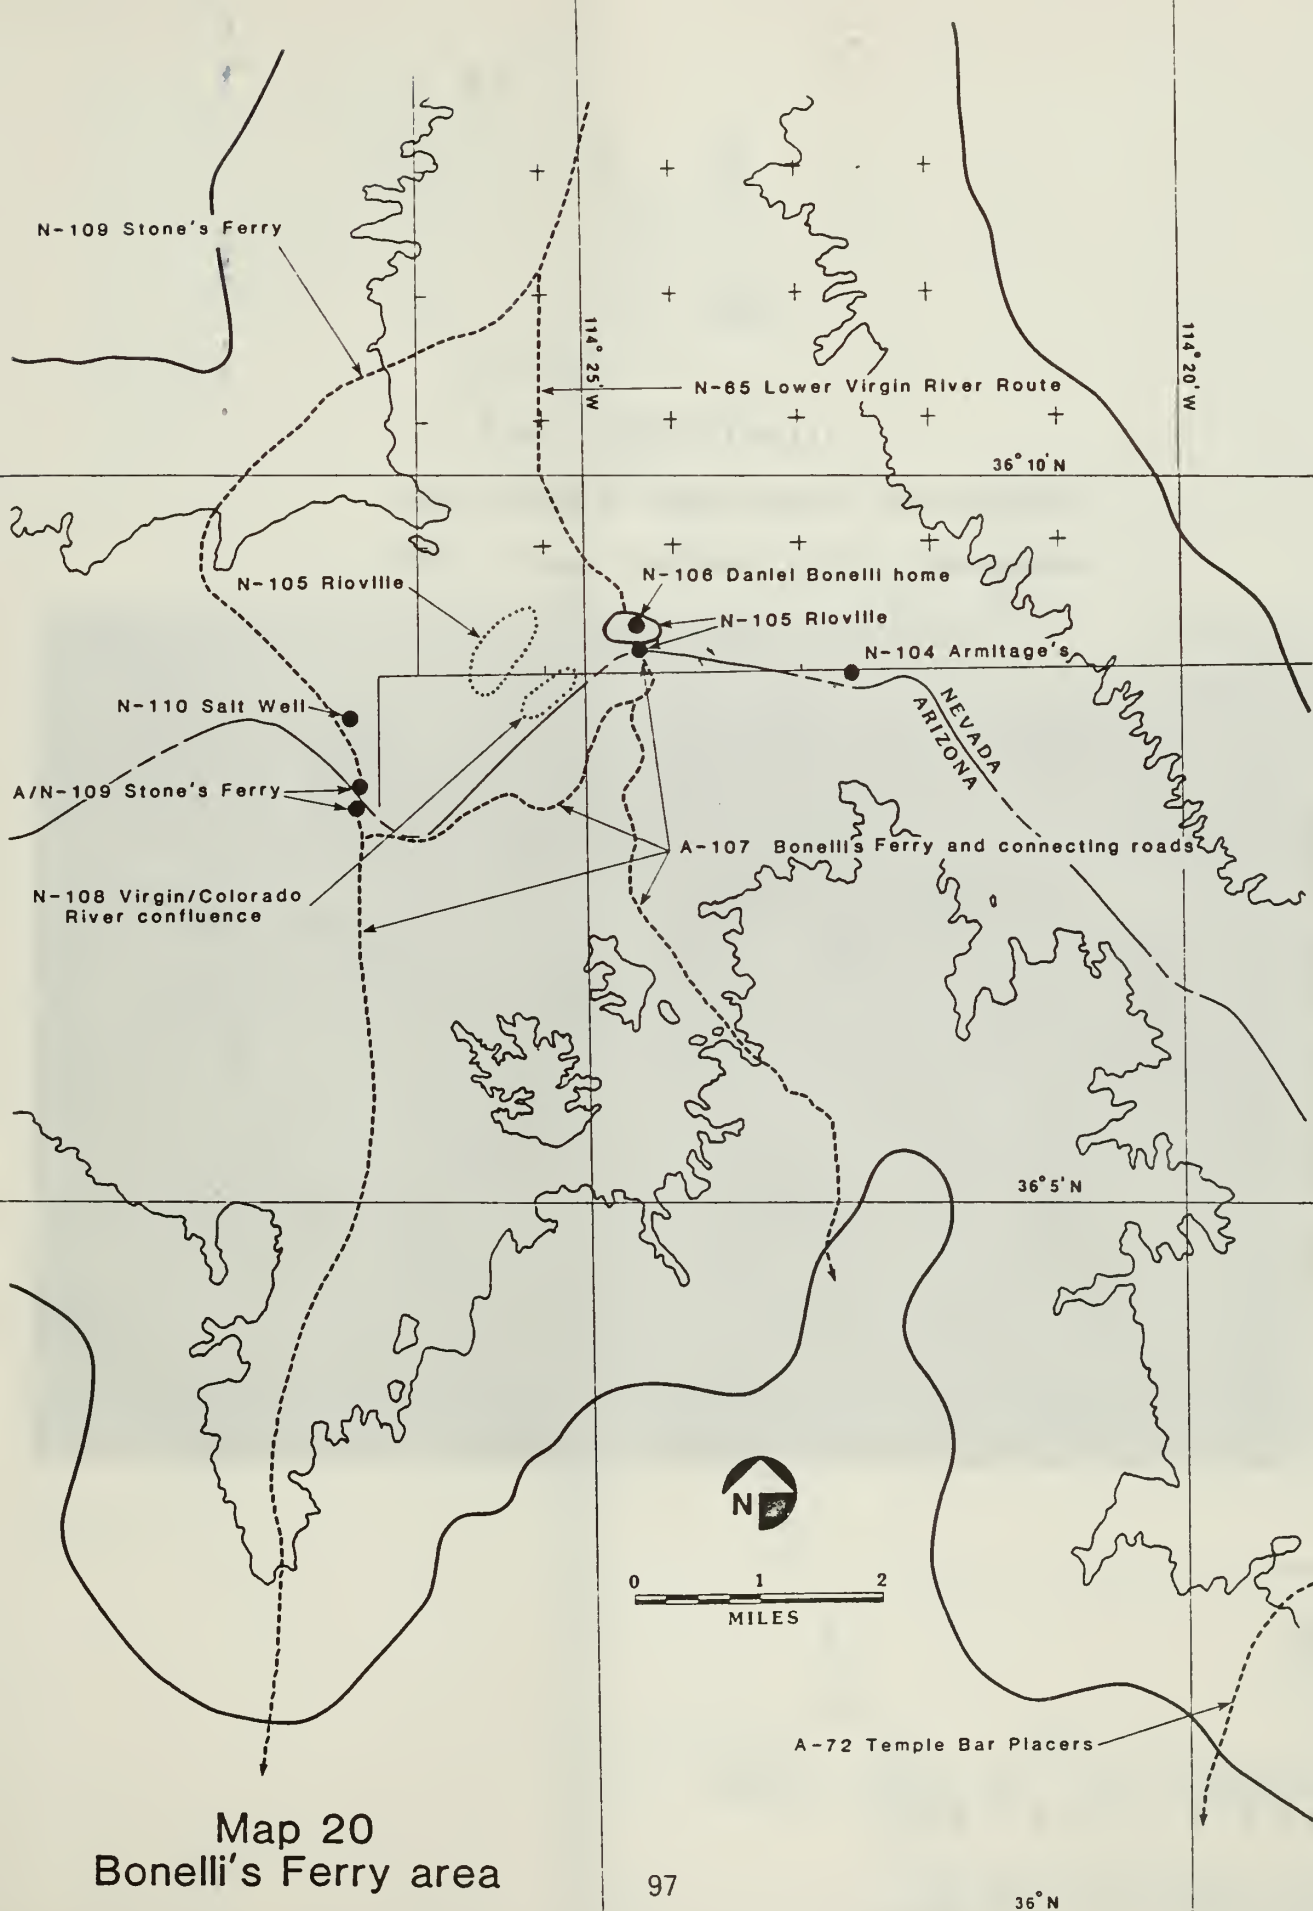 N-109 Stone's Ferry
114° 25' W
114° 20' W
N-65 Lower Virgin River Route
36° 10' N
N-106 Daniel Bonelli home
N-105 Rioville
N-105 Rioville
N-104 Armitage's
N-110 Salt Well
NEVADA
ARIZONA
A/N-109 Stone's Ferry
A-107 Bonelli's Ferry and connecting roads
N-108 Virgin/Colorado
River confluence
36° 5' N
N
0 1 2
MILES
A-72 Temple Bar Placers
Map 20
Bonelli's Ferry area
97
36° N